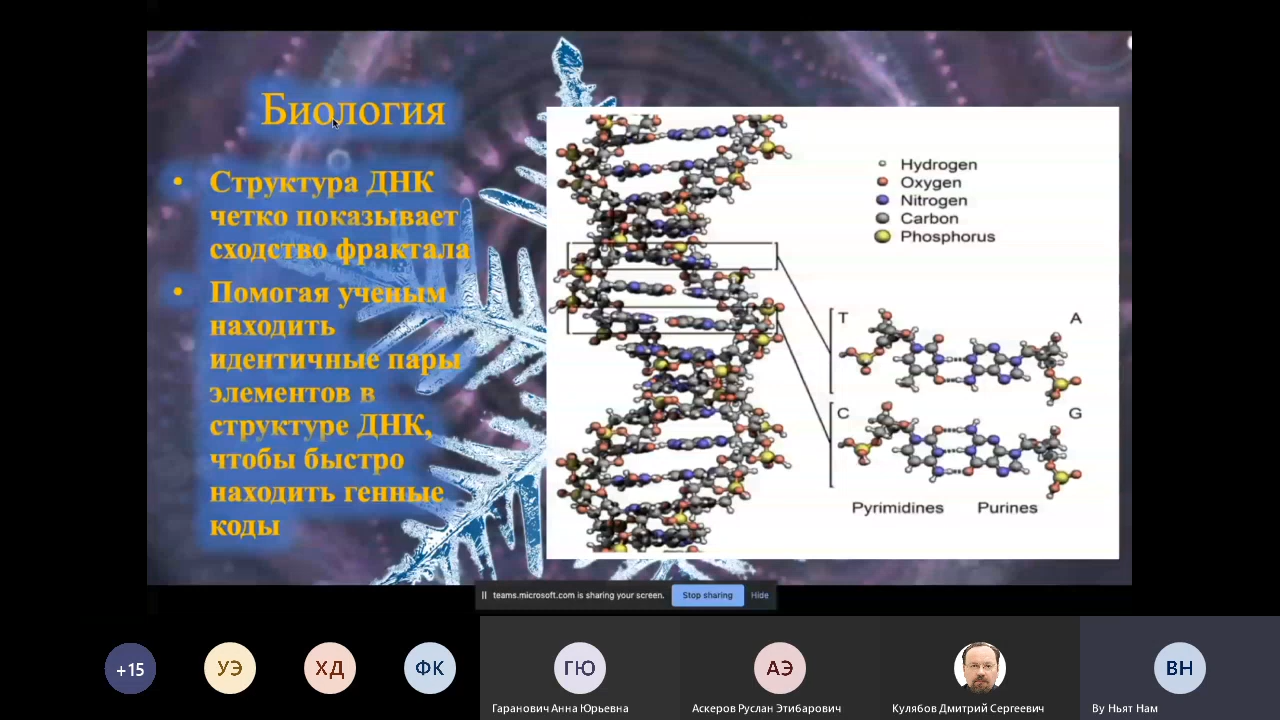 Биология
• Структура ДНК
четко показывает
сходство фрактала
• Помогая ученым
находить
идентичные пары
элементов в
структуре ДНК,
чтобы быстро
находить генные
коды
Hydrogen
Oxygen
Nitrogen
Carbon
Phosphorus
T A
C G
Pyrimidines Purines
teams.microsoft.com is sharing your screen. Stop sharing Hide
+15 УЭ ХД ФК ГЮ АЭ ВН
Гаранович Анна Юрьевна Аскеров Руслан Этибарович Кулябов Дмитрий Сергеевич Ву Ньят Нам